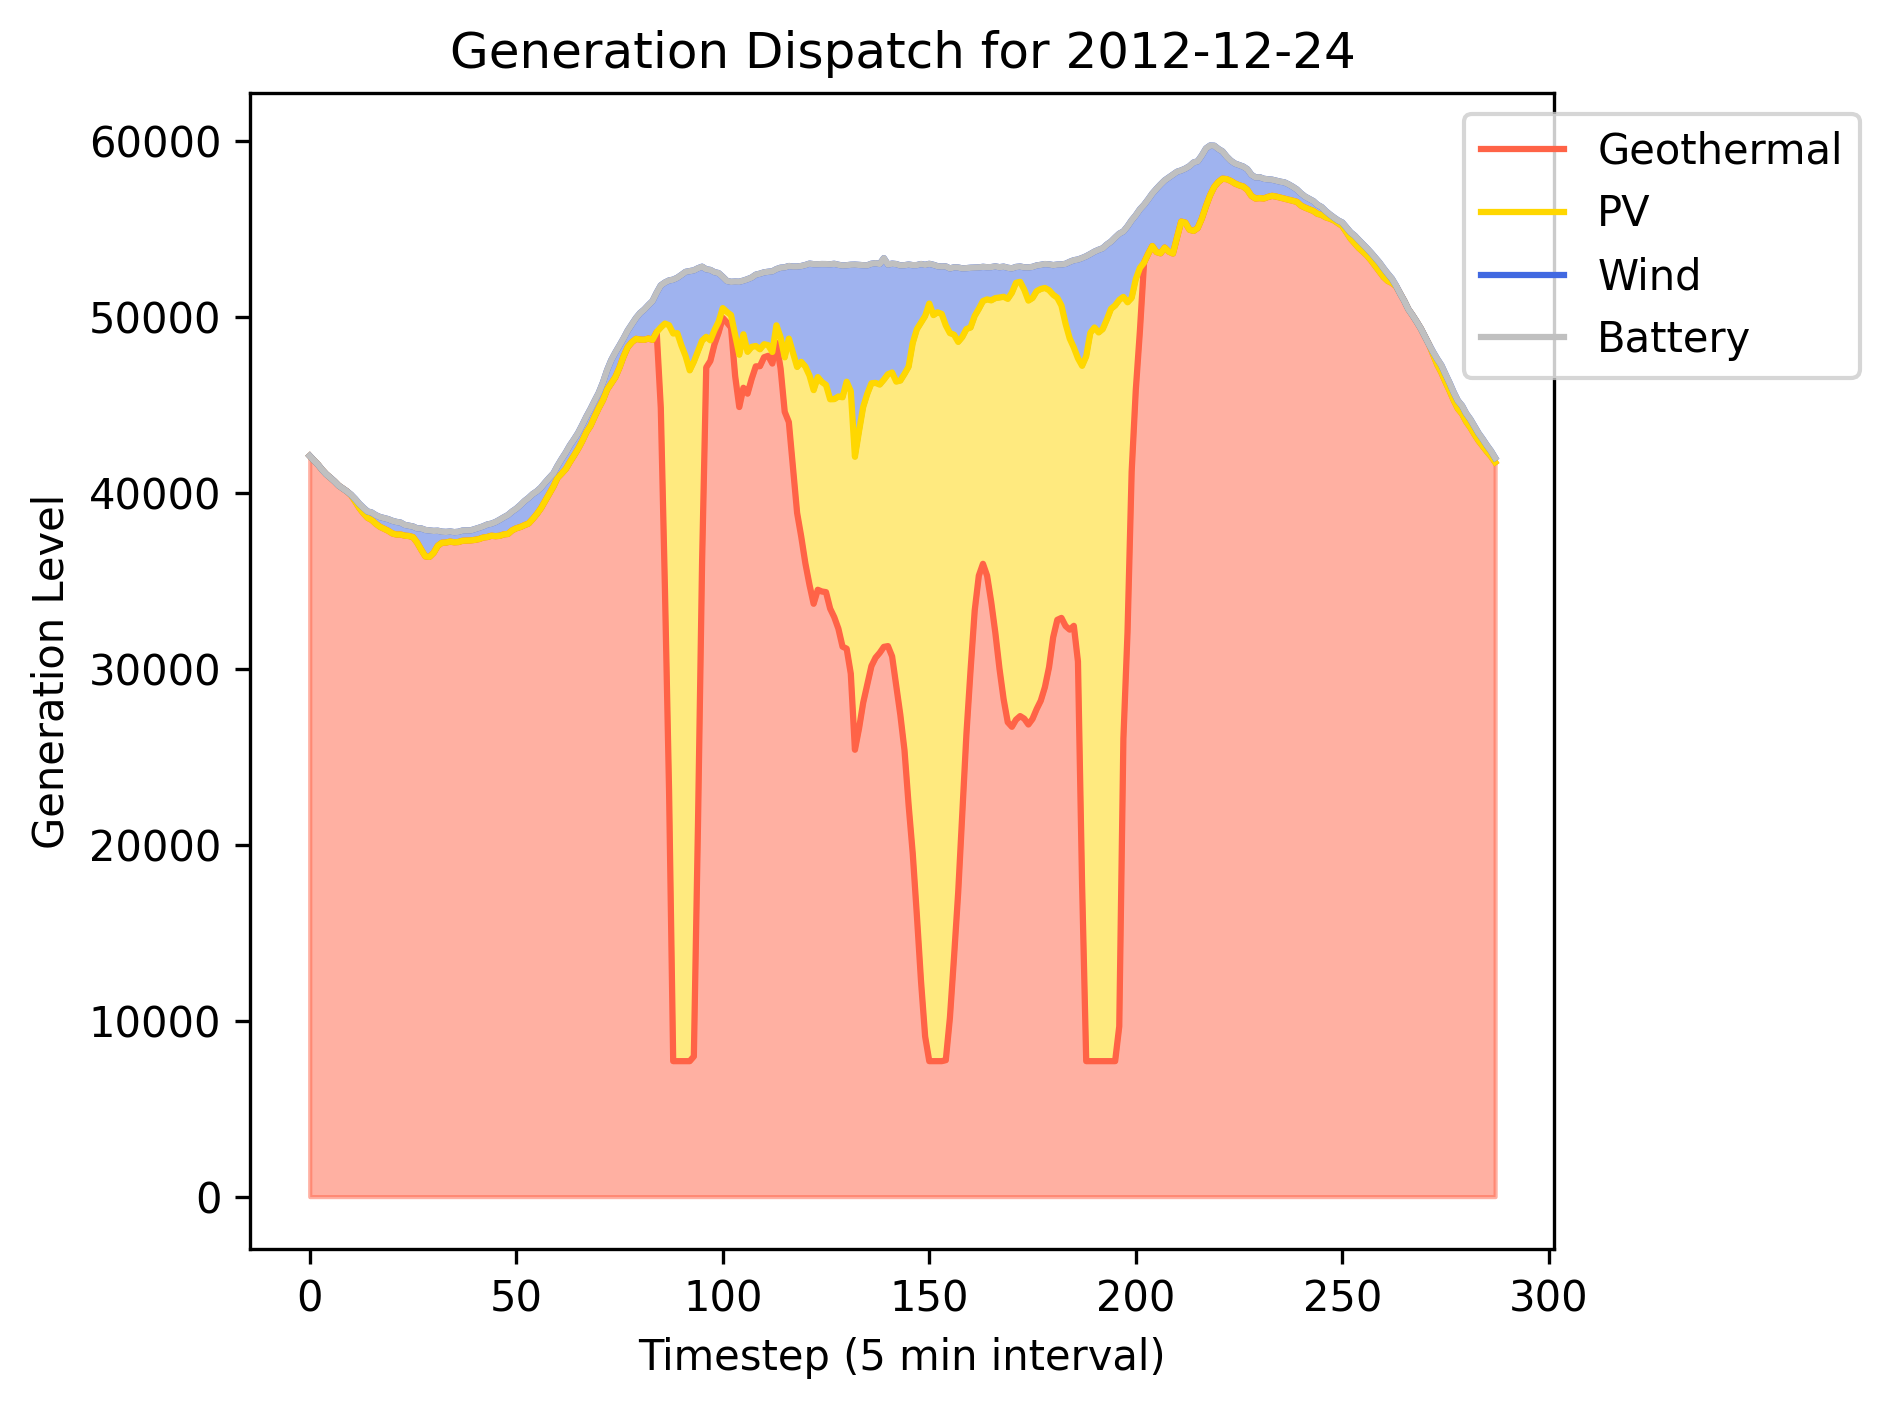 Generation Dispatch for 2012-12-24
Geothermal
PV
Wind
Battery
60000
50000
40000
30000
20000
10000
0
Generation Level
0 50 100 150 200 250 300
Timestep (5 min interval)